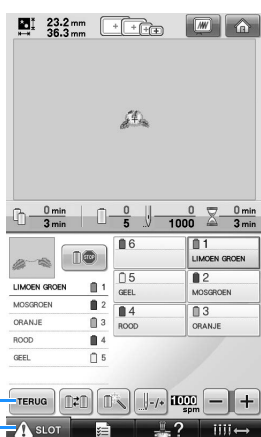 23.2 mm
36.3 mm
0 min
3 min
0
5
0
1000
0 min
3 min
STOP
LIMOEN GROEN 1
MOSGROEN 2
ORANJE 3
ROOD 4
GEEL 5
6
1
LIMOEN GROEN
5
GEEL
2
MOSGROEN
4
ROOD
3
ORANJE
TERUG
-/+
1000
spm
SLOT
?